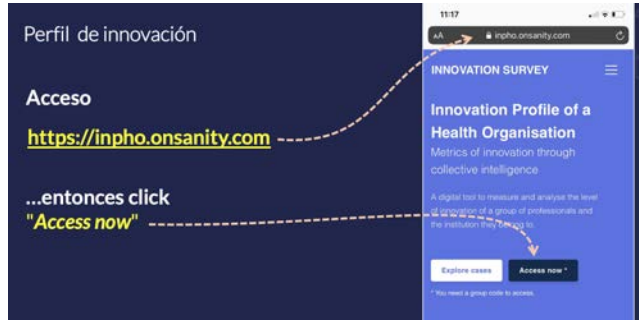 Perfil de innovación
Acceso
https://inpho.onsanity.com
...entonces click
"Access now"
11:17
AA inpho.onsanity.com
INNOVATION SURVEY
Innovation Profile of a
Health Organisation
Metrics of innovation through
collective intelligence
A digital tool to measure and analyse the level
of innovation of a group of professionals and
the institution they belong to.
Explore cases Access now *
* You need a group code to access.